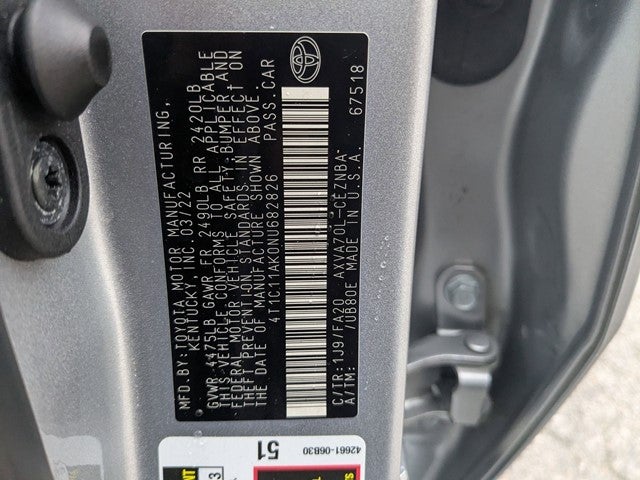 MFD.BY:TOYOTA MOTOR MANUFACTURING,
KENTUCKY, INC. 03/22
GVWR 4475LB GAWR FR 2490LB RR 2420LB
THIS VEHICLE CONFORMS TO ALL APPLICABLE
FEDERAL MOTOR VEHICLE SAFETY, BUMPER AND
THEFT PREVENTION STANDARDS IN EFFECT ON
THE DATE OF MANUFACTURE SHOWN ABOVE.
4T1C11AK0NU682826 PASS.CAR
C/TR:1J9/FA20 AXVA70L-CEZNBA-
A/TM: /UB80E MADE IN U.S.A. 67518
51
42661-06B30